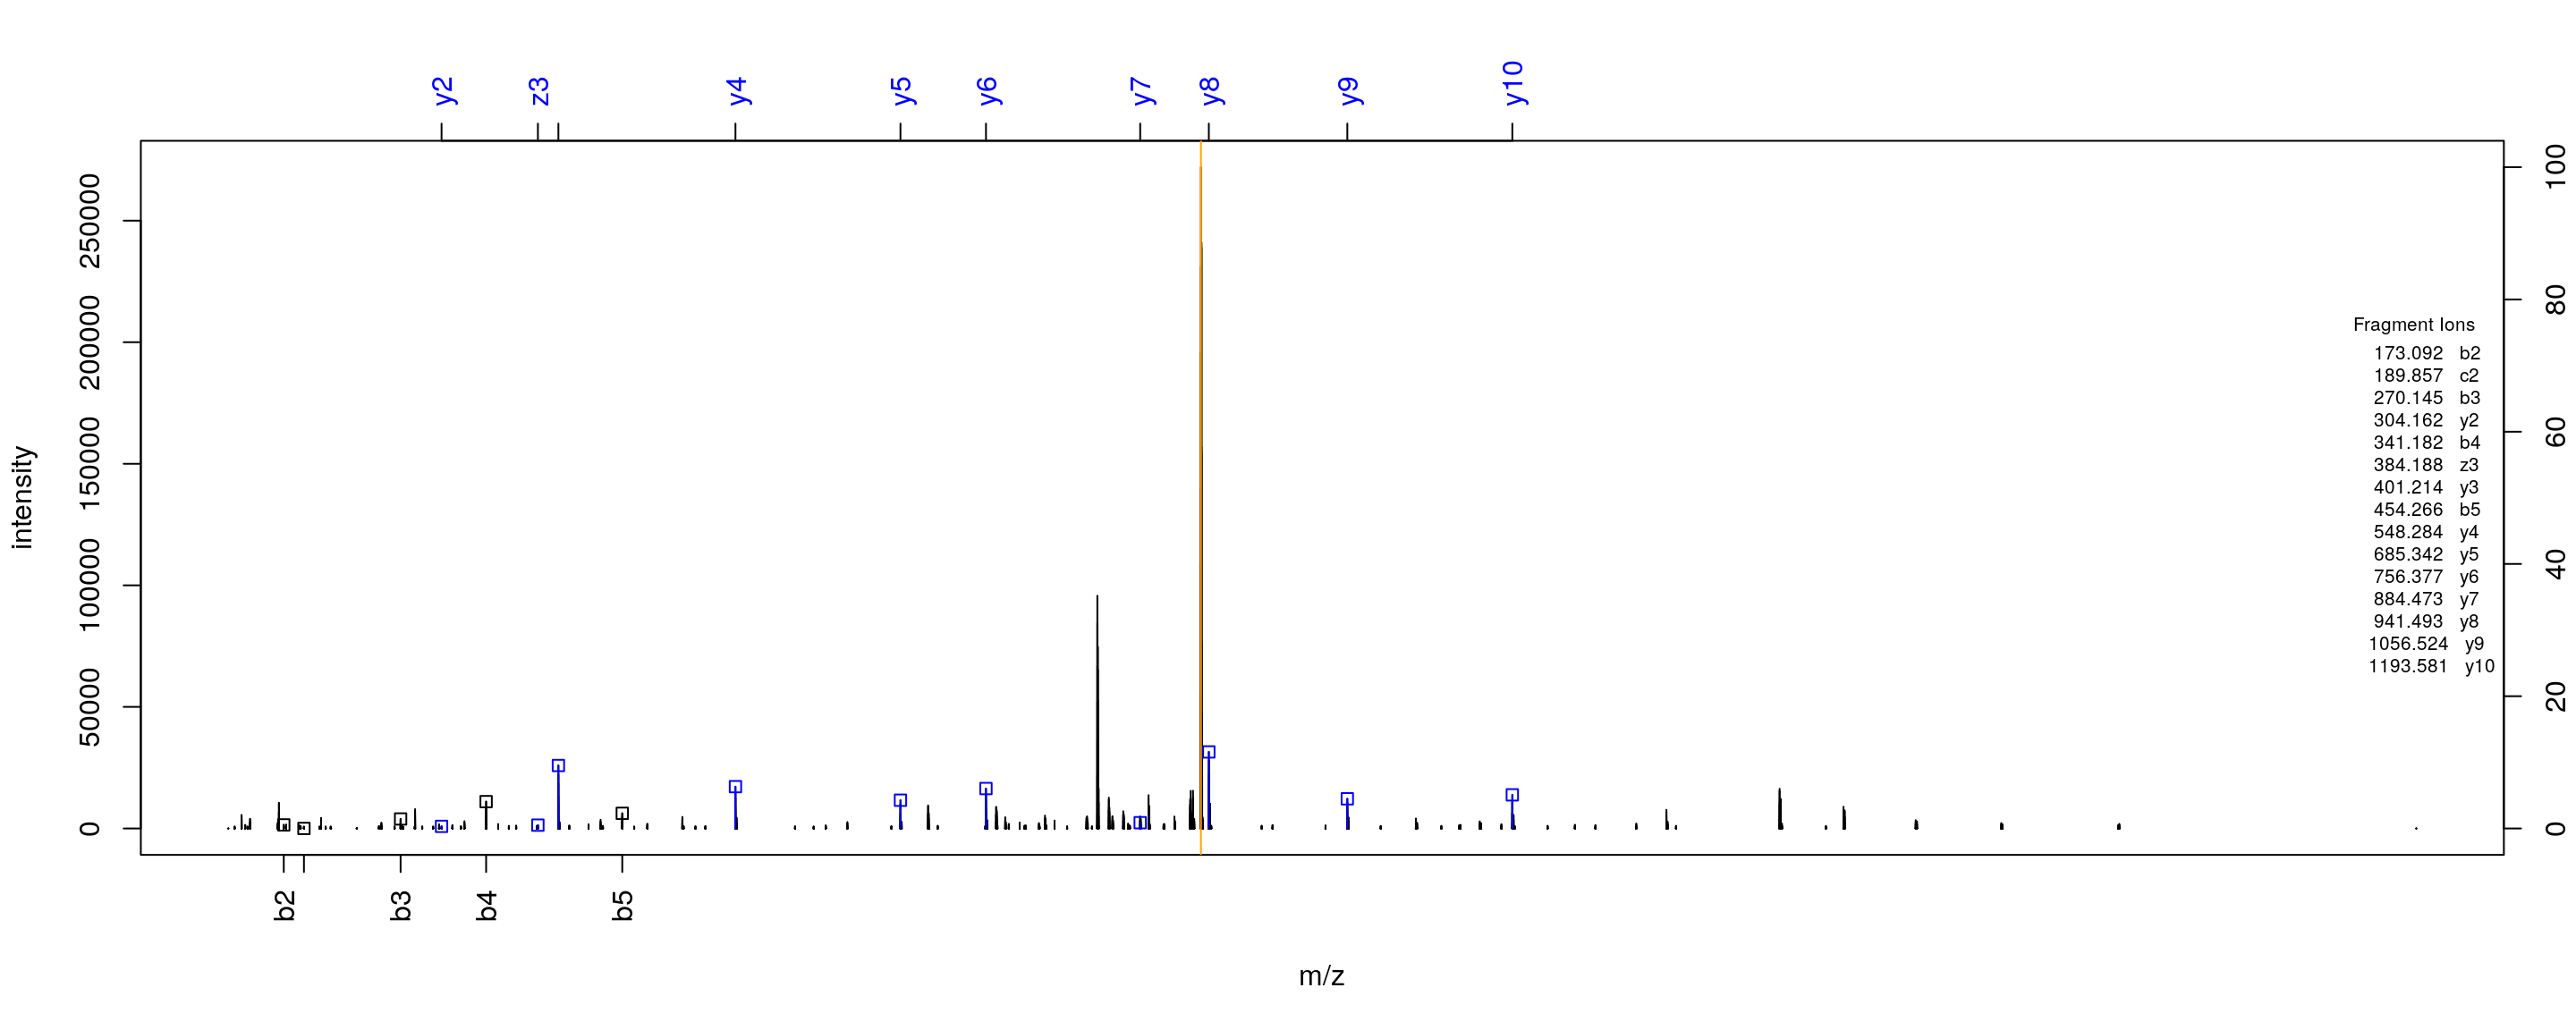 y2 z3 y4 y5 y6 y7 y8 y9 y10
intensity
0 50000 100000 150000 200000 250000
0 20 40 60 80 100
Fragment Ions
173.092 b2
189.857 c2
270.145 b3
304.162 y2
341.182 b4
384.188 z3
401.214 y3
454.266 b5
548.284 y4
685.342 y5
756.377 y6
884.473 y7
941.493 y8
1056.524 y9
1193.581 y10
b2 b3 b4 b5
m/z